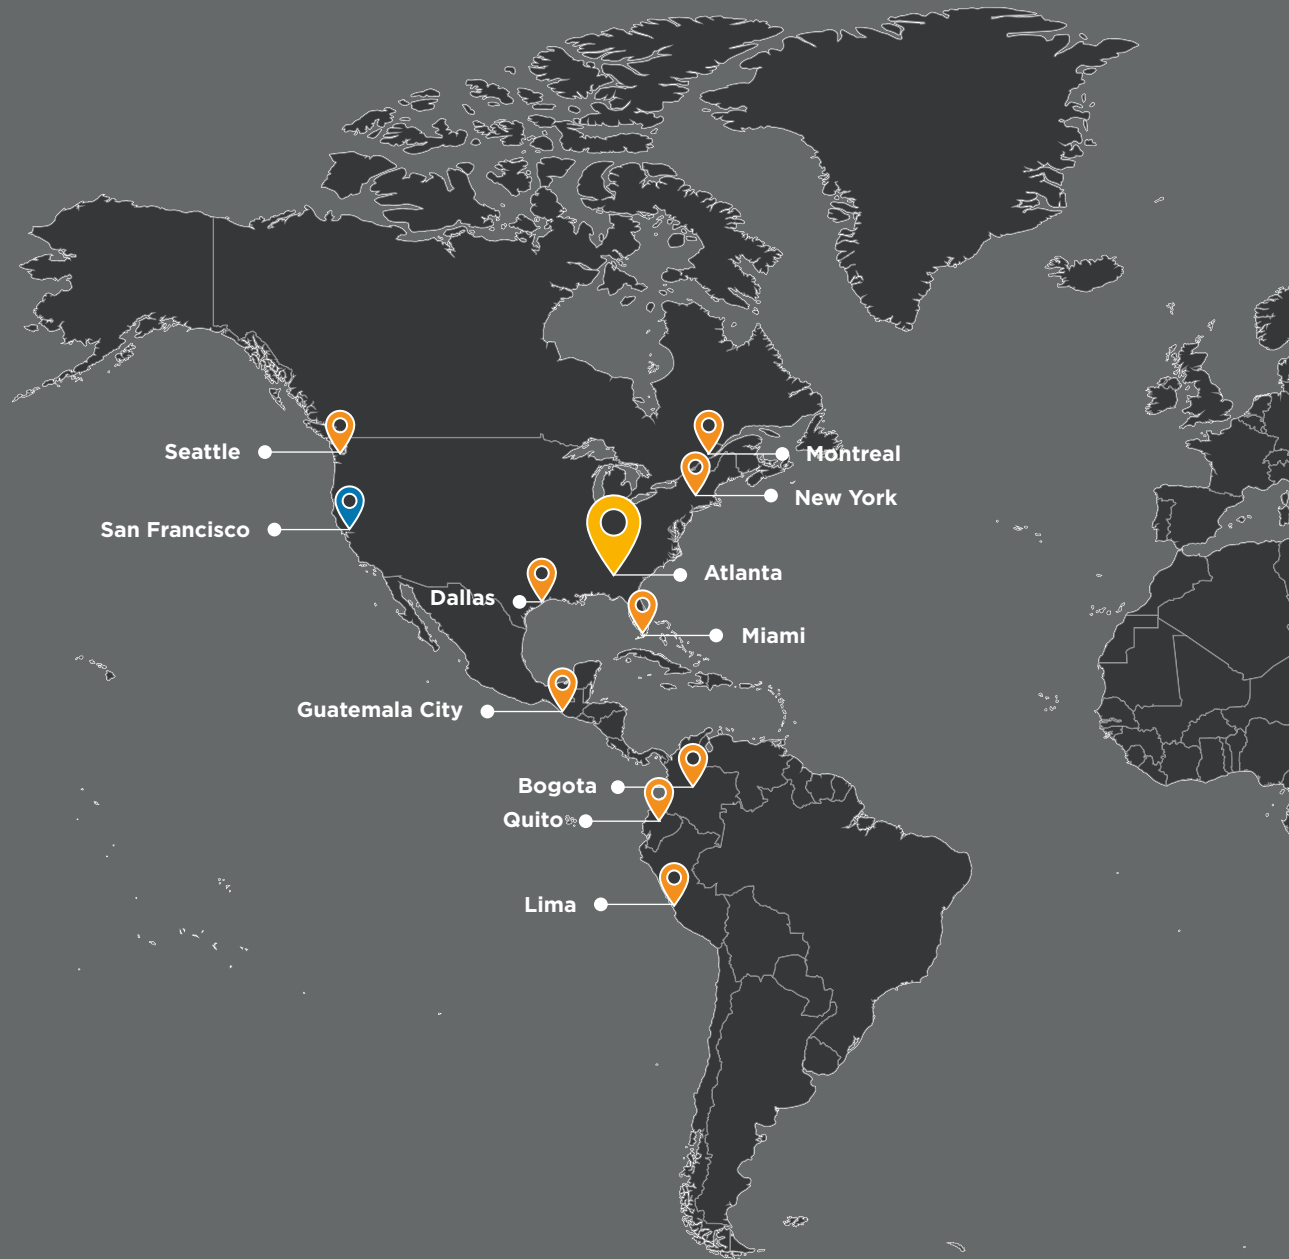 Seattle
Montreal
New York
San Francisco
Atlanta
Dallas
Miami
Guatemala City
Bogota
Quito
Lima